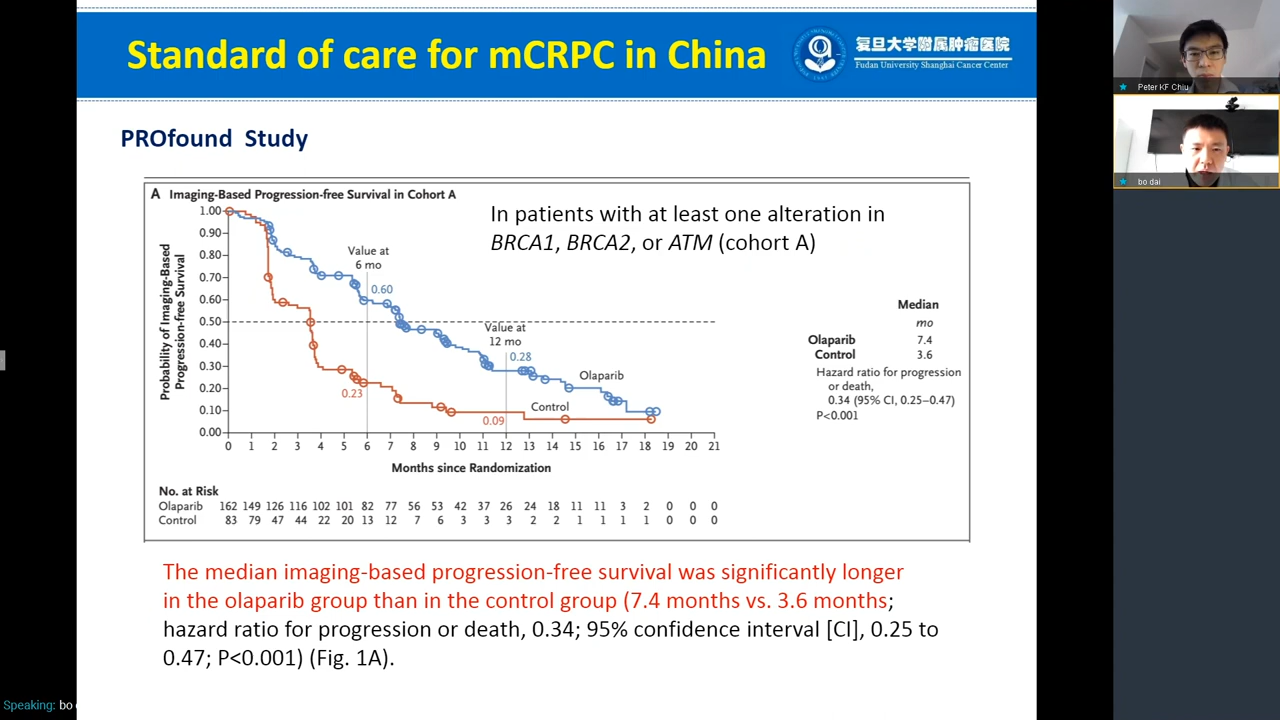 Standard of care for mCRPC in China
复旦大学附属肿瘤医院
Fudan University Shanghai Cancer Center
PROfound Study
A Imaging-Based Progression-free Survival in Cohort A
In patients with at least one alteration in
BRCA1, BRCA2, or ATM (cohort A)
Probability of Imaging-Based
Progression-free Survival
1.00
0.90
0.80
0.70
0.60
0.50
0.40
0.30
0.20
0.10
0.00
Value at
6 mo
0.60
0.23
Value at
12 mo
0.28
0.09
Olaparib
Control
0 1 2 3 4 5 6 7 8 9 10 11 12 13 14 15 16 17 18 19 20 21
Months since Randomization
Median
mo
Olaparib 7.4
Control 3.6
Hazard ratio for progression
or death,
0.34 (95% CI, 0.25–0.47)
P<0.001
No. at Risk
Olaparib 162 149 126 116 102 101 82 77 56 53 42 37 26 24 18 11 11 3 2 0 0 0
Control 83 79 47 44 22 20 13 12 7 6 3 3 3 2 2 1 1 1 1 0 0 0
The median imaging-based progression-free survival was significantly longer
in the olaparib group than in the control group (7.4 months vs. 3.6 months;
hazard ratio for progression or death, 0.34; 95% confidence interval [CI], 0.25 to
0.47; P<0.001) (Fig. 1A).
Peter KF Chiu
bo dai
Speaking: bo